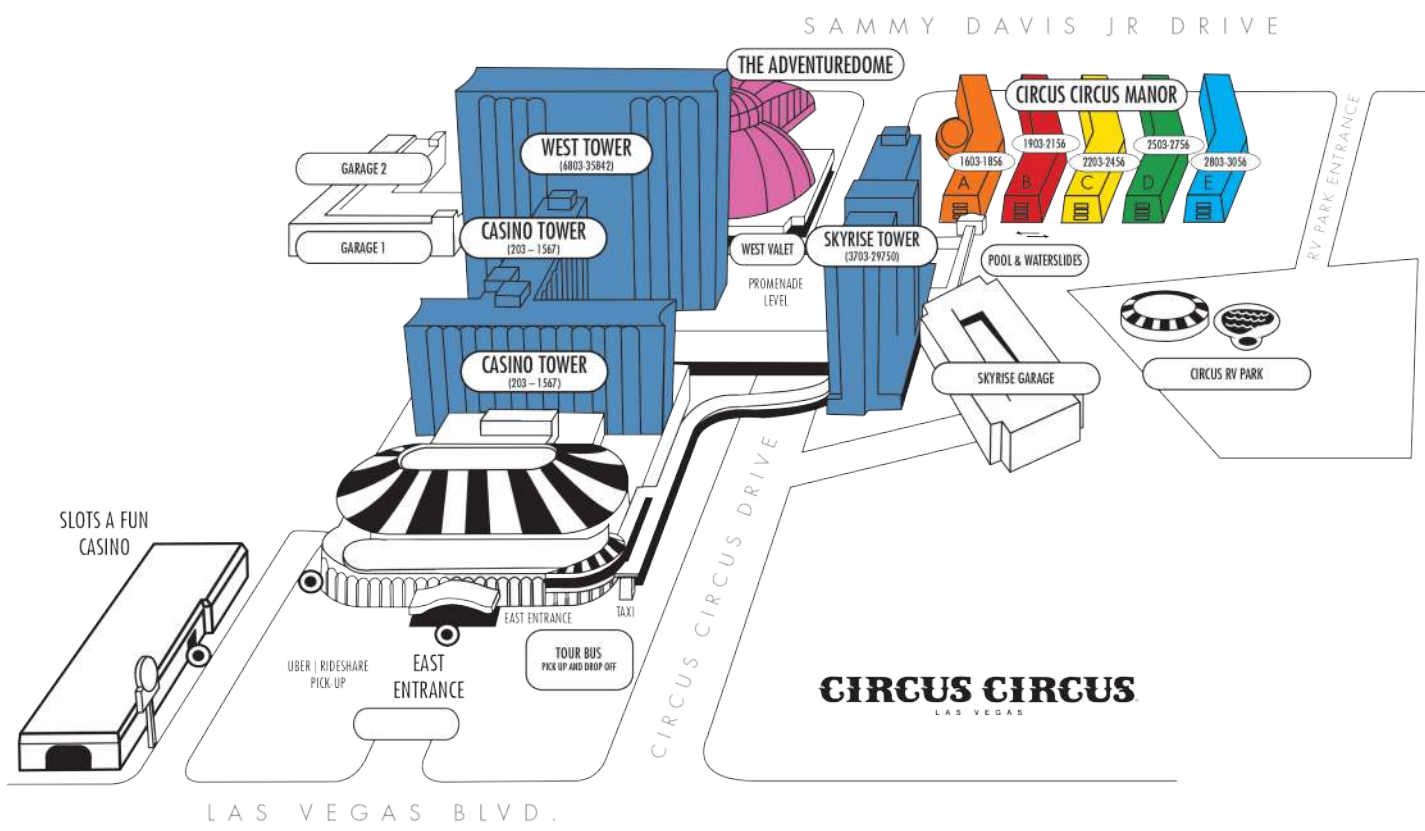 SAMMY DAVIS JR DRIVE
THE ADVENTUREDOME
CIRCUS CIRCUS MANOR
WEST TOWER
(6803-35842)
GARAGE 2
GARAGE 1
CASINO TOWER
(203 – 1567)
WEST VALET
PROMENADE
LEVEL
SKYRISE TOWER
(3703-29750)
1603-1856
1903-2156
2203-2456
2503-2756
2803-3056
A
B
C
D
E
POOL & WATERSLIDES
RV PARK ENTRANCE
CASINO TOWER
(203 – 1567)
SKYRISE GARAGE
CIRCUS RV PARK
CIRCUS CIRCUS DRIVE
SLOTS A FUN
CASINO
EAST ENTRANCE
TAXI
UBER | RIDESHARE
PICK-UP
EAST
ENTRANCE
TOUR BUS
PICK UP AND DROP OFF
CIRCUS CIRCUS
LAS VEGAS
LAS VEGAS BLVD.